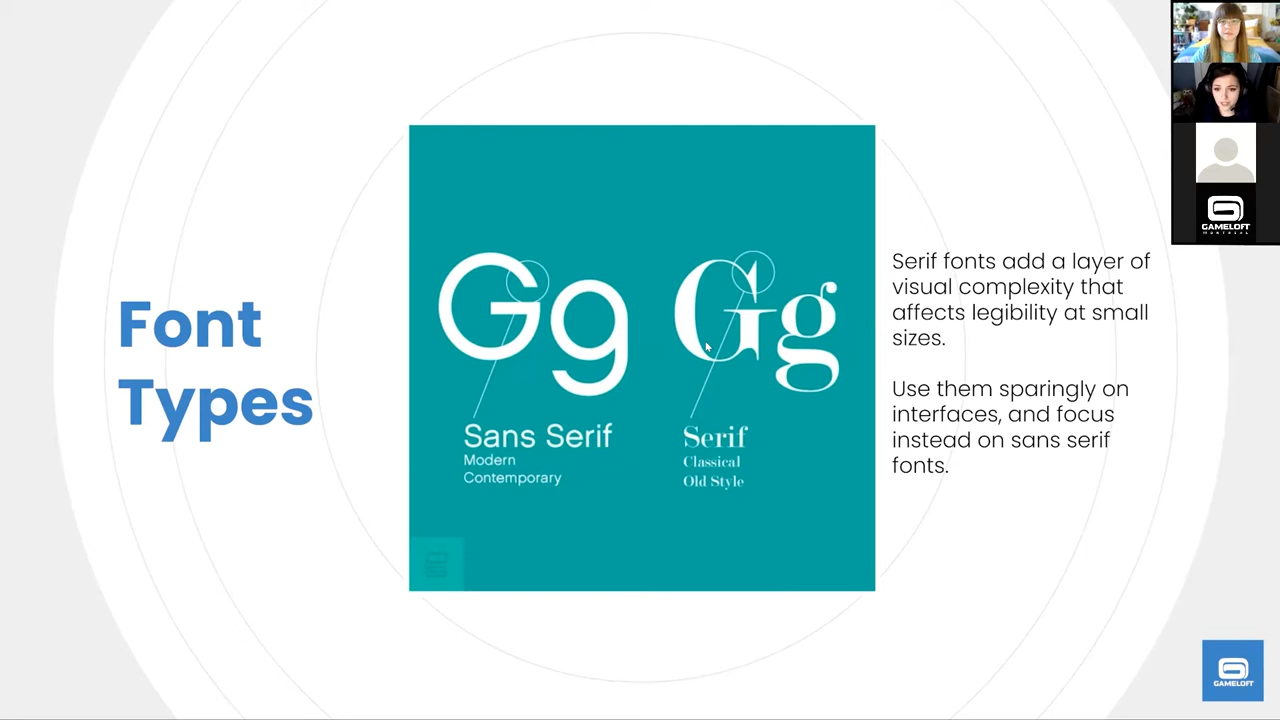 Font
Types
Gg
Gg
Sans Serif
Modern
Contemporary
Serif
Classical
Old Style
Serif fonts add a layer of
visual complexity that
affects legibility at small
sizes.
Use them sparingly on
interfaces, and focus
instead on sans serif
fonts.
GAMELOFT
MONTREAL
GAMELOFT